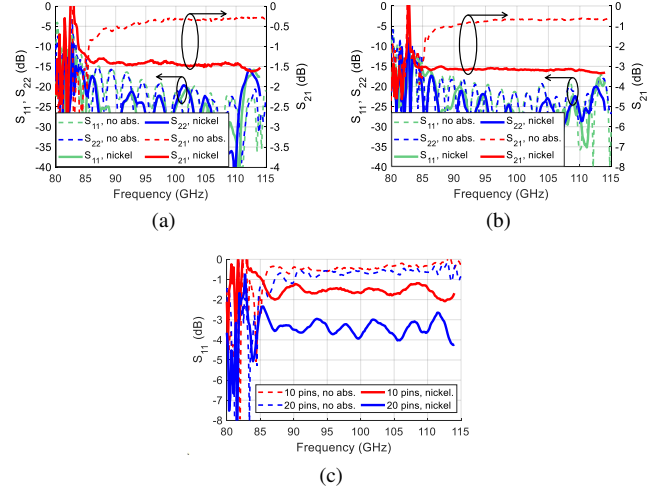 0 0 0 0
-5 -0.5 -5 -1
-10 -1 -10 -2
-15 -1.5 -15 -3
-20 -2 -20 -4
-25 -2.5 -25 -5
-30 -3 -30 -6
-35 -3.5 -35 -7
-40 -4 -40 -8
S11, S22 (dB) S21 (dB) S11, S22 (dB) S21 (dB)
S11, no abs. S22, nickel S11, no abs. S22, nickel
S22, no abs. S21, no abs. S22, no abs. S21, no abs.
S11, nickel S21, nickel S11, nickel S21, nickel
80 85 90 95 100 105 110 115 80 85 90 95 100 105 110 115
Frequency (GHz) Frequency (GHz)
(a) (b)
0
-1
-2
-3
-4
-5
-6
-7
-8
S11 (dB)
10 pins, no abs. 10 pins, nickel.
20 pins, no abs. 20 pins, nickel
80 85 90 95 100 105 110 115
Frequency (GHz)
(c)